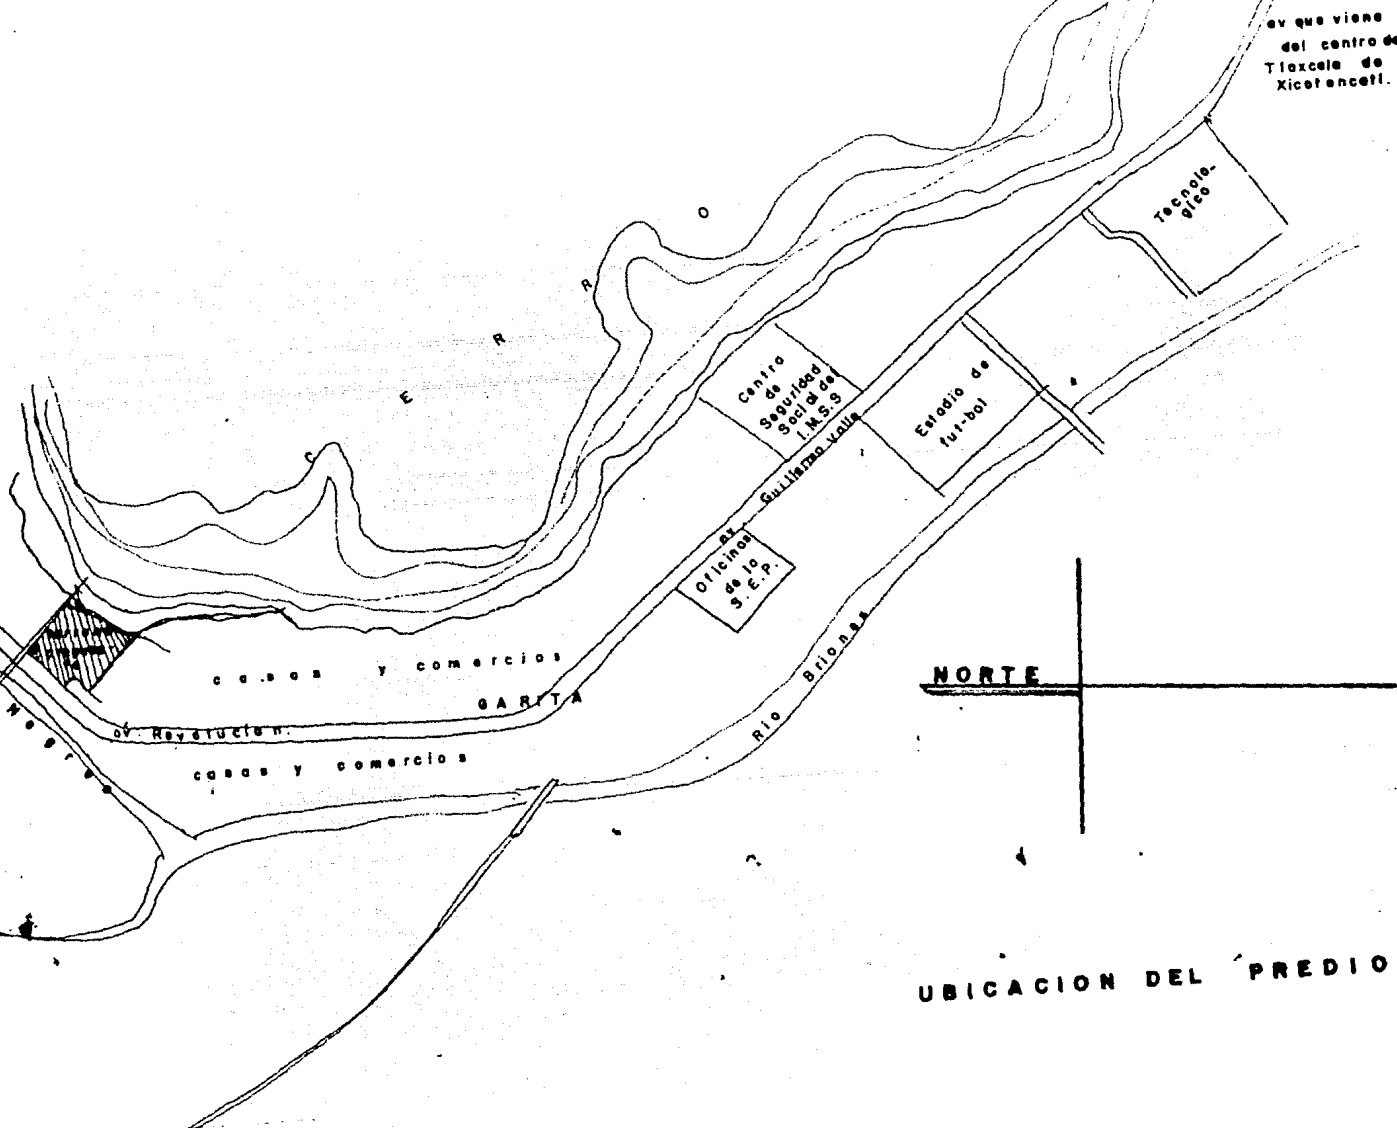 av que viene
del centro de
Tlaxcala de
Xicotencatl.
Tecnolo-
gico
CERRO
Centro
de
Seguridad
Social del
I.M.S.S
Estadio de
fut-bol
av Guillermo Valle
Oficinas
de la
S.E.P.
Rio Briones
casas y comercios
GARITA
av. Revolucion.
casas y comercios
Negros
NORTE
UBICACION DEL PREDIO